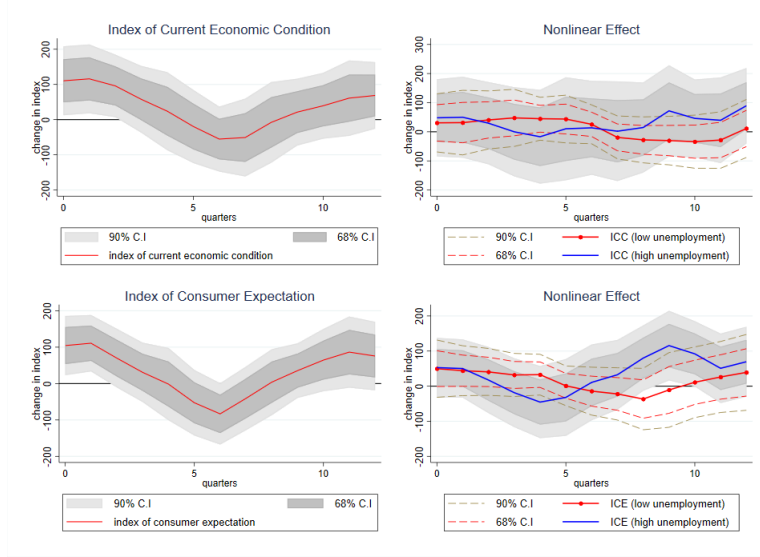 Index of Current Economic Condition
change in index
200
100
0
-100
-200
0
5
10
quarters
90% C.I
68% C.I
index of current economic condition
Nonlinear Effect
change in index
300
200
100
0
-100
-200
0
5
10
quarters
90% C.I
ICC (low unemployment)
68% C.I
ICC (high unemployment)
Index of Consumer Expectation
change in index
200
100
0
-100
-200
0
5
10
quarters
90% C.I
68% C.I
index of consumer expectation
Nonlinear Effect
change in index
200
100
0
-100
-200
0
5
10
quarters
90% C.I
ICE (low unemployment)
68% C.I
ICE (high unemployment)